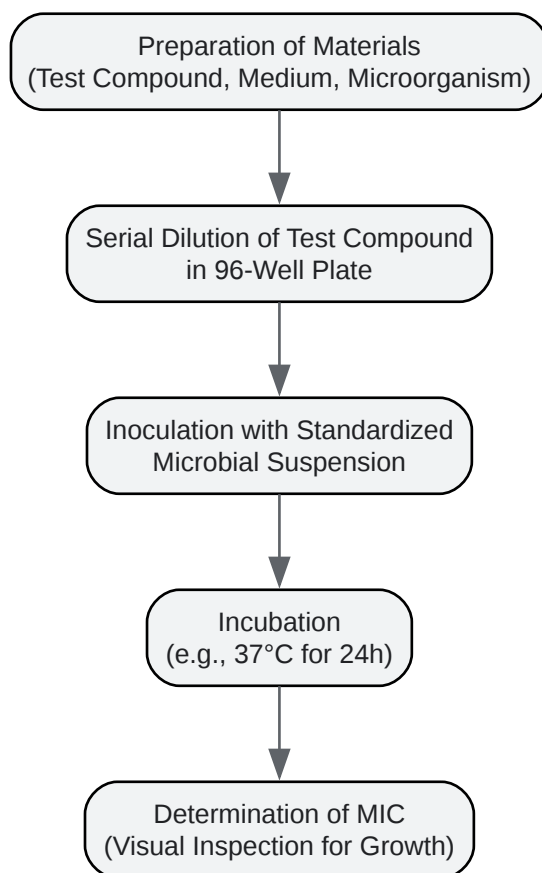 Preparation of Materials
(Test Compound, Medium, Microorganism)
Serial Dilution of Test Compound
in 96-Well Plate
Inoculation with Standardized
Microbial Suspension
Incubation
(e.g., 37°C for 24h)
Determination of MIC
(Visual Inspection for Growth)